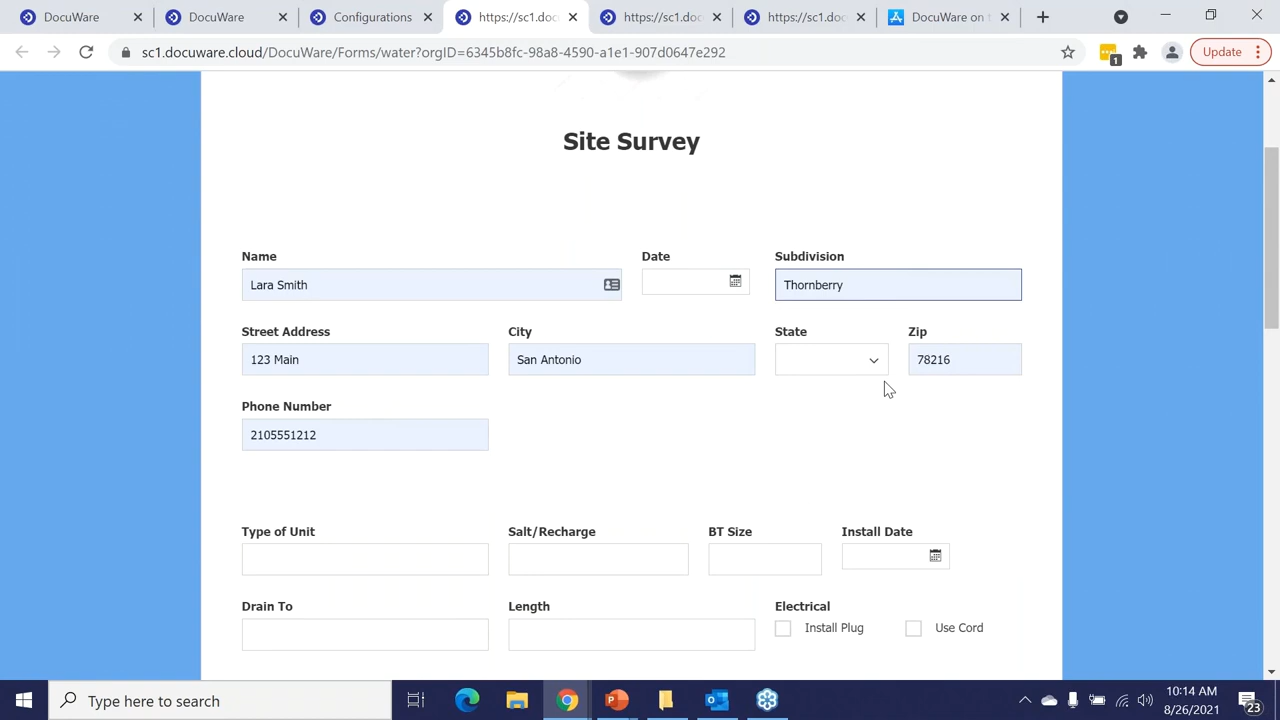 DocuWare
DocuWare
Configurations
https://sc1.doc
https://sc1.doc
https://sc1.doc
DocuWare on t
sc1.docuware.cloud/DocuWare/Forms/water?orgID=6345b8fc-98a8-4590-a1e1-907d0647e292
1
Update
Site Survey
Name
Date
Subdivision
Lara Smith
Thornberry
Street Address
City
State
Zip
123 Main
San Antonio
78216
Phone Number
2105551212
Type of Unit
Salt/Recharge
BT Size
Install Date
Drain To
Length
Electrical
Install Plug
Use Cord
Type here to search
10:14 AM
8/26/2021
23